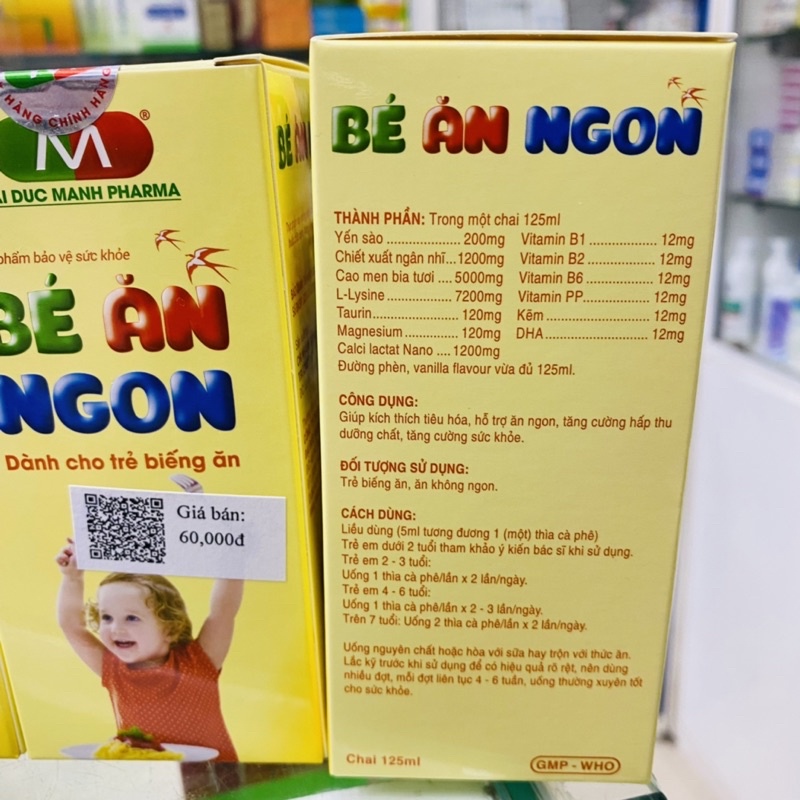 HÀNG CHÍNH HÃNG
M
®
AI DUC MANH PHARMA
phẩm bảo vệ sức khỏe
BÉ ĂN
NGON
Dành cho trẻ biếng ăn
Giá bán:
60,000đ
BÉ ĂN NGON
THÀNH PHẦN: Trong một chai 125ml
Yến sào ................... 200mg
Chiết xuất ngân nhĩ...1200mg
Cao men bia tươi .... 5000mg
L-Lysine.................... 7200mg
Taurin....................... 120mg
Magnesium .............. 120mg
Calci lactat Nano .... 1200mg
Vitamin B1.................. 12mg
Vitamin B2 ................. 12mg
Vitamin B6 ................. 12mg
Vitamin PP................. 12mg
Kẽm ........................... 12mg
DHA............................ 12mg
Đường phèn, vanilla flavour vừa đủ 125ml.
CÔNG DỤNG:
Giúp kích thích tiêu hóa, hỗ trợ ăn ngon, tăng cường hấp thu
dưỡng chất, tăng cường sức khỏe.
ĐỐI TƯỢNG SỬ DỤNG:
Trẻ biếng ăn, ăn không ngon.
CÁCH DÙNG:
Liều dùng (5ml tương đương 1 (một) thìa cà phê)
Trẻ em dưới 2 tuổi tham khảo ý kiến bác sĩ khi sử dụng.
Trẻ em 2 - 3 tuổi:
Uống 1 thìa cà phê/lần x 2 lần/ngày.
Trẻ em 4 - 6 tuổi:
Uống 1 thìa cà phê/lần x 2 - 3 lần/ngày.
Trên 7 tuổi: Uống 2 thìa cà phê/lần x 2 lần/ngày.
Uống nguyên chất hoặc hòa với sữa hay trộn với thức ăn.
Lắc kỹ trước khi sử dụng để có hiệu quả rõ rệt, nên dùng
nhiều đợt, mỗi đợt liên tục 4 - 6 tuần, uống thường xuyên tốt
cho sức khỏe.
Chai 125ml
GMP - WHO